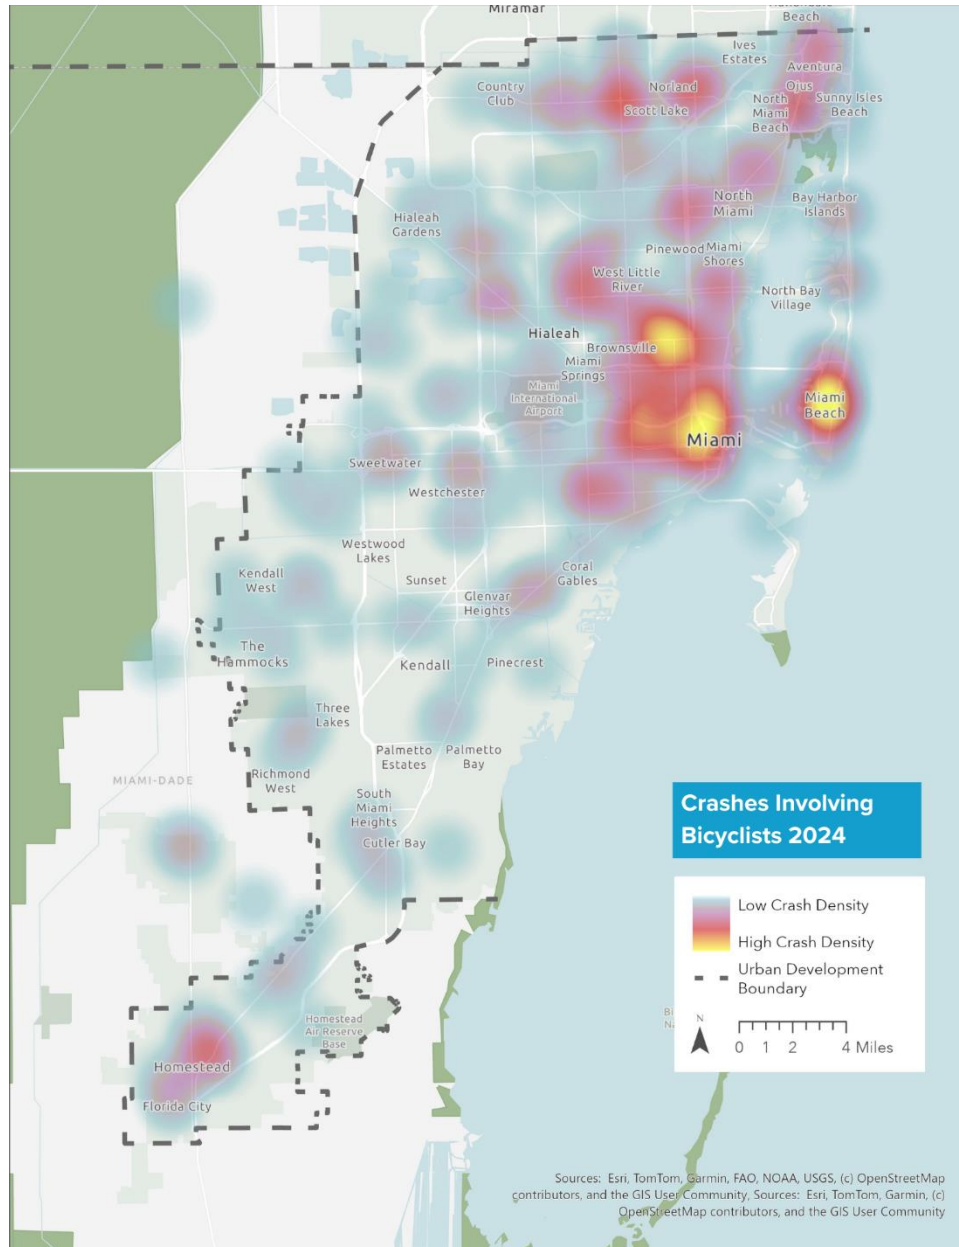 Miramar
Beach
Ives
Estates
Aventura
Country
Club
Norland
Ojus
Scott Lake
North
Miami
Beach
Sunny Isles
Beach
Hialeah
Gardens
North
Miami
Bay Harbor
Islands
Pinewood
Miami
Shores
West Little
River
North Bay
Village
Hialeah
Brownsville
Miami
Springs
Miami
International
Airport
Miami
Beach
Miami
Sweetwater
Westchester
Westwood
Lakes
Kendall
West
Sunset
Coral
Gables
Glenvar
Heights
The
Hammocks
Kendall
Pinecrest
Three
Lakes
Palmetto
Estates
Palmetto
Bay
MIAMI-DADE
Richmond
West
South
Miami
Heights
Cutler Bay
Homestead
Air Reserve
Base
Homestead
Florida City
Crashes Involving
Bicyclists 2024
Low Crash Density
High Crash Density
Urban Development
Boundary
N
0 1 2 4 Miles
Sources: Esri, TomTom, Garmin, FAO, NOAA, USGS, (c) OpenStreetMap
contributors, and the GIS User Community, Sources: Esri, TomTom, Garmin, (c)
OpenStreetMap contributors, and the GIS User Community